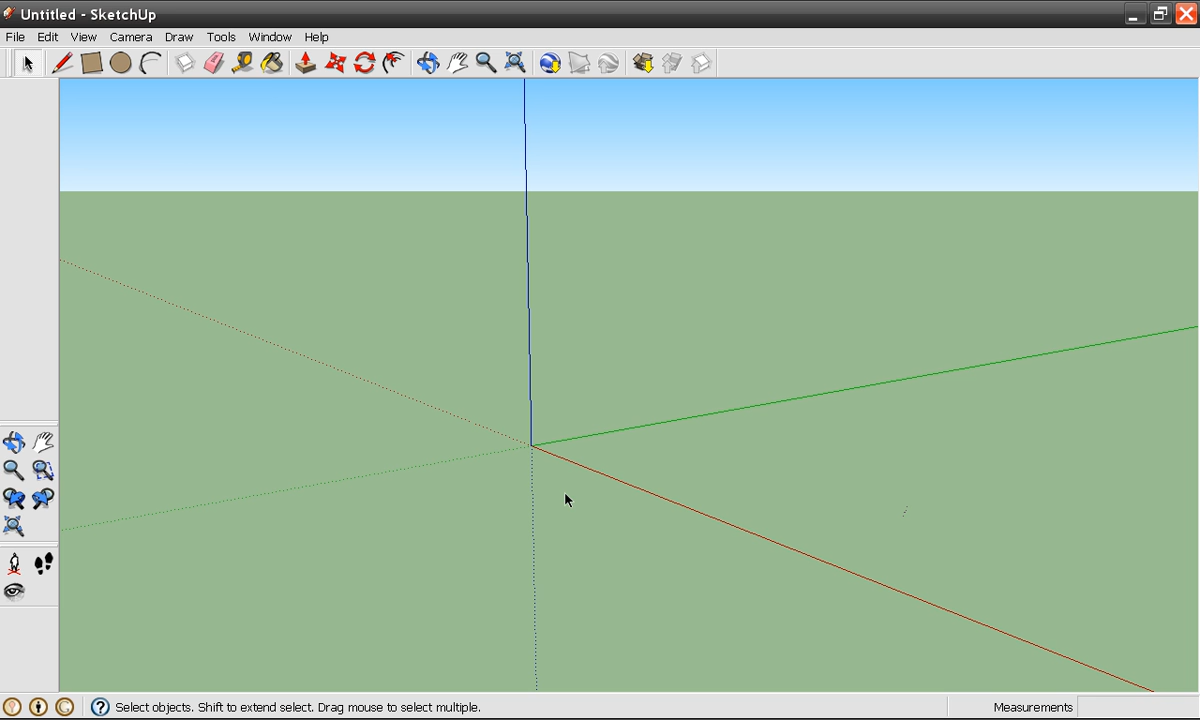 Untitled - SketchUp
File Edit View Camera Draw Tools Window Help
Select objects. Shift to extend select. Drag mouse to select multiple. Measurements